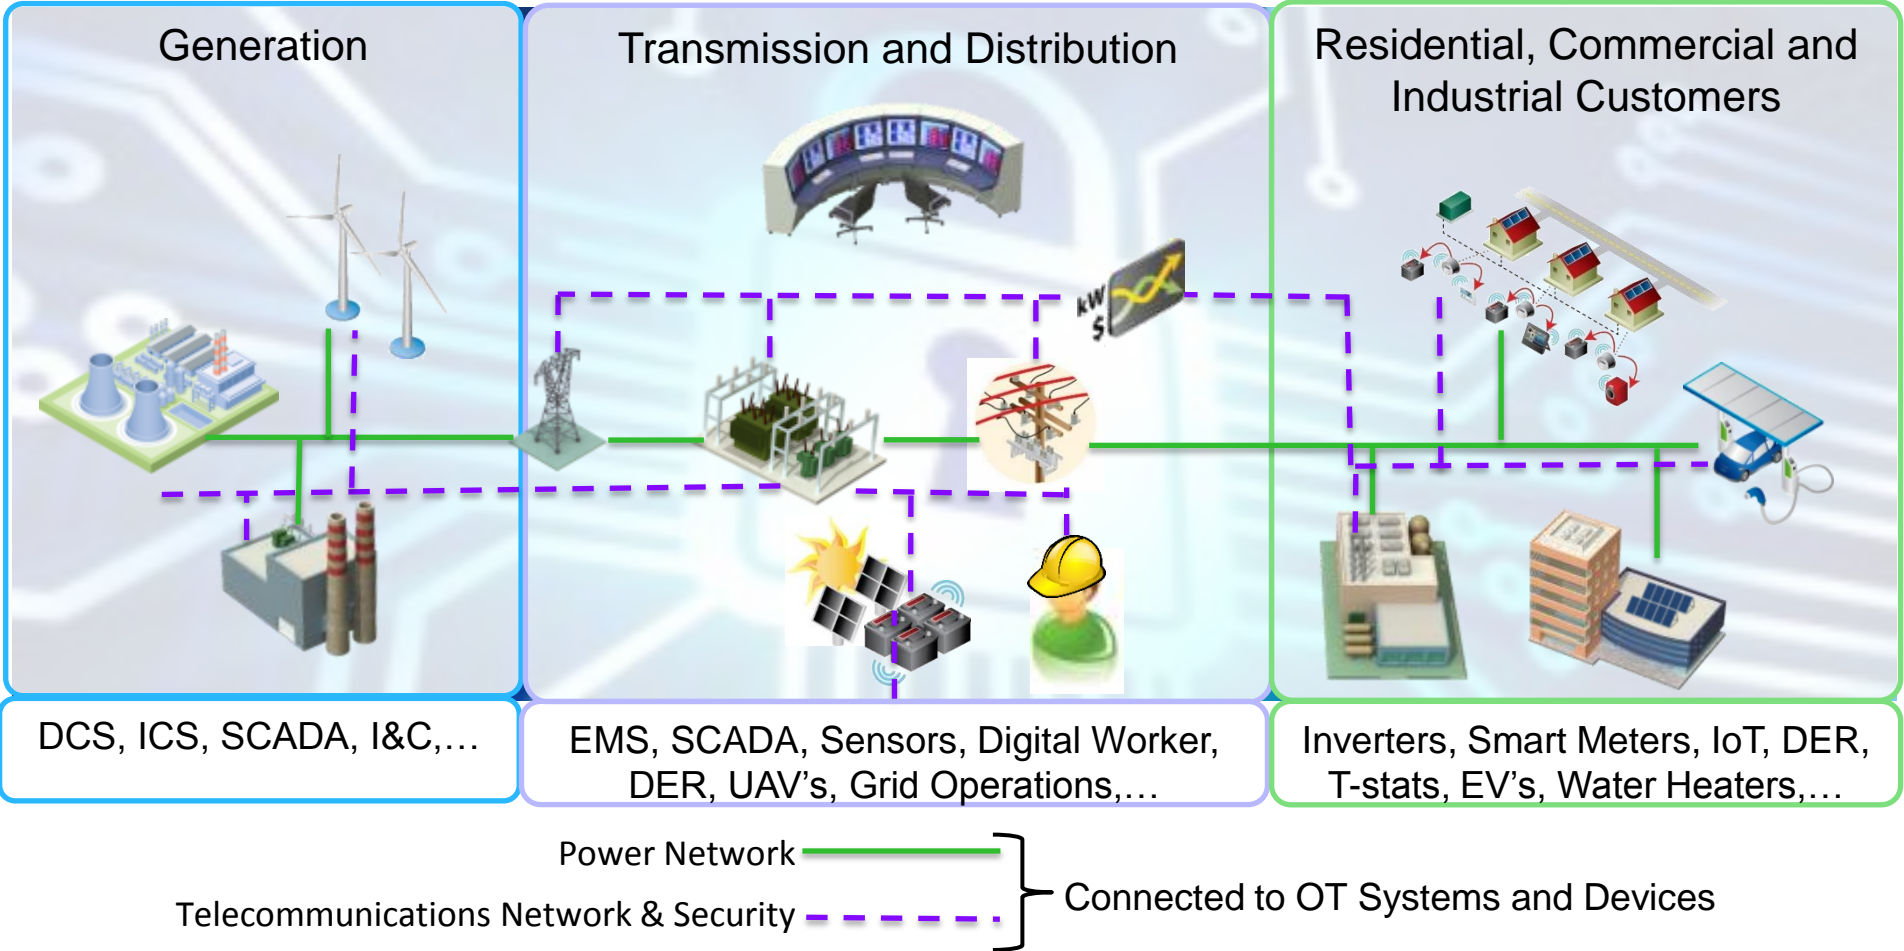 Generation
Transmission and Distribution
Residential, Commercial and
Industrial Customers
kW
$
DCS, ICS, SCADA, I&C,…
EMS, SCADA, Sensors, Digital Worker,
DER, UAV’s, Grid Operations,…
Inverters, Smart Meters, IoT, DER,
T-stats, EV’s, Water Heaters,…
Power Network
Telecommunications Network & Security
Connected to OT Systems and Devices